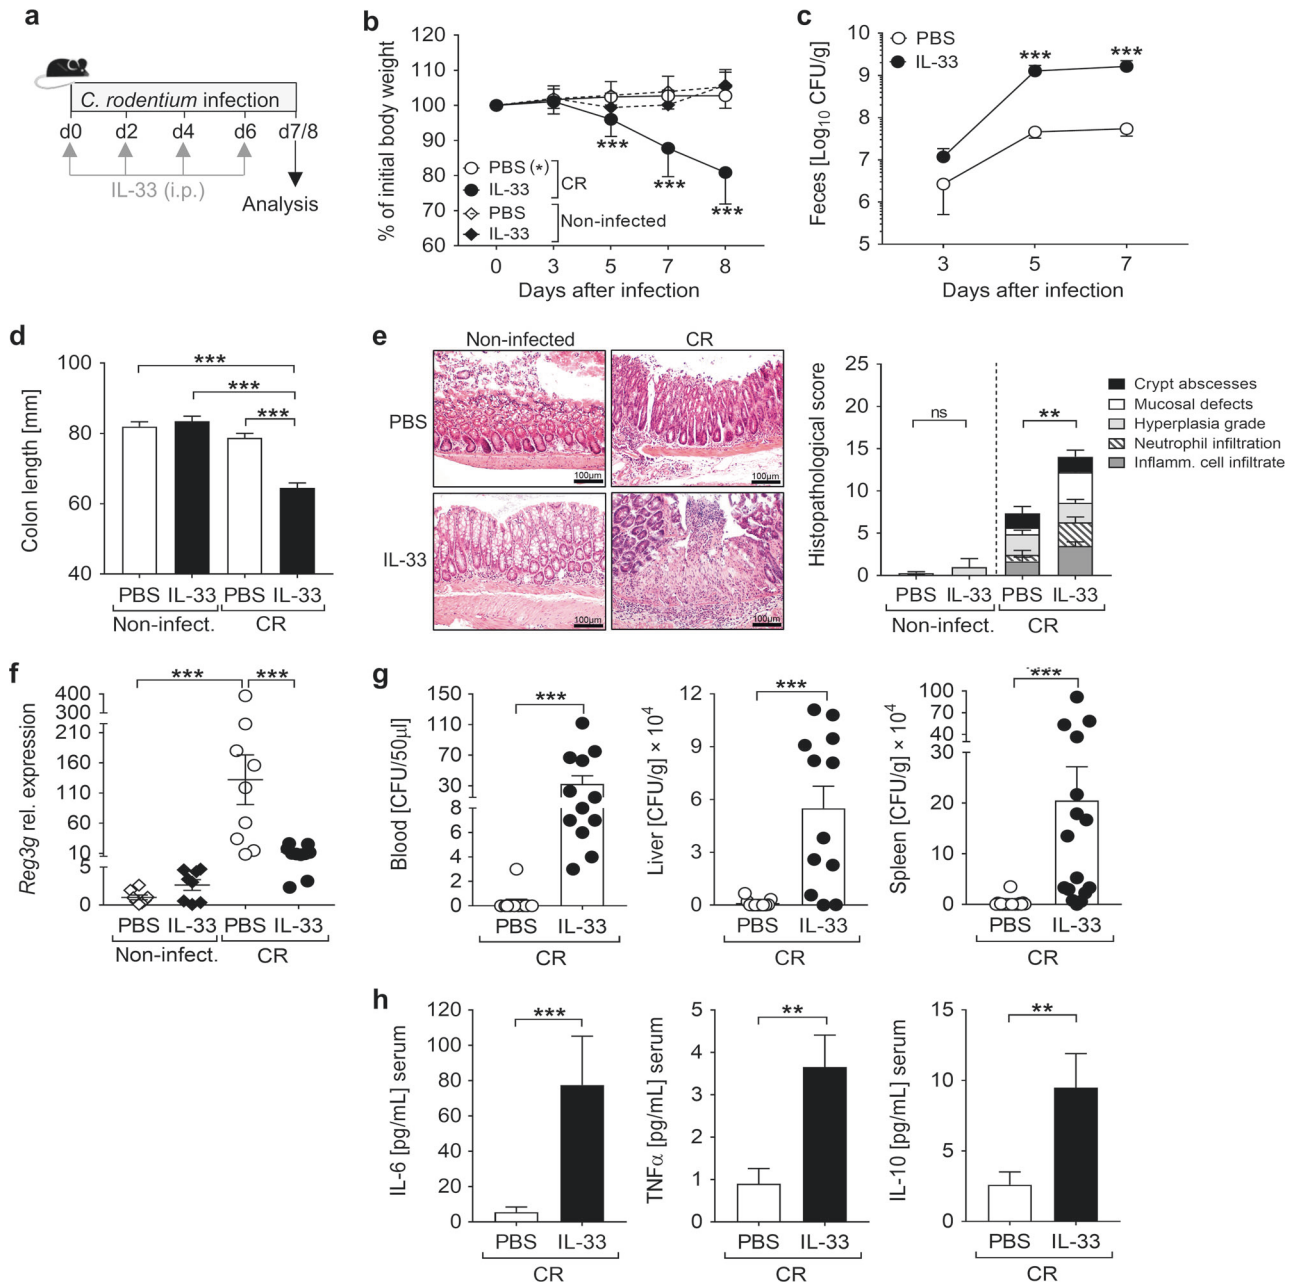 a
C. rodentium infection
d0 d2 d4 d6 d7/8
IL-33 (i.p.)
Analysis
b
% of initial body weight
120
110
100
90
80
70
60
*** *** ***
PBS (*)
IL-33
CR
PBS
IL-33
Non-infected
0 3 5 7 8
Days after infection
c
Feces [Log10 CFU/g]
10
9
8
7
6
5
PBS
IL-33
*** ***
3 5 7
Days after infection
d
Colon length [mm]
100
80
60
40
***
***
***
PBS IL-33 PBS IL-33
Non-infect. CR
e
Non-infected CR
PBS
100µm 100µm
IL-33
100µm 100µm
Histopathological score
25
20
15
10
5
0
ns **
PBS IL-33 PBS IL-33
Non-infect. CR
Crypt abscesses
Mucosal defects
Hyperplasia grade
Neutrophil infiltration
Inflamm. cell infiltrate
f
Reg3g rel. expression
400
300
210
160
110
60
10
5
0
*** ***
PBS IL-33 PBS IL-33
Non-infect. CR
g
Blood [CFU/50µl]
150
110
70
30
8
6
4
2
0
***
PBS IL-33
CR
Liver [CFU/g] × 10⁴
12
9
6
3
0
***
PBS IL-33
CR
Spleen [CFU/g] × 10⁴
100
70
40
30
20
10
0
***
PBS IL-33
CR
h
IL-6 [pg/mL] serum
120
100
80
60
40
20
0
***
PBS IL-33
CR
TNFα [pg/mL] serum
5
4
3
2
1
0
**
PBS IL-33
CR
IL-10 [pg/mL] serum
15
10
5
0
**
PBS IL-33
CR